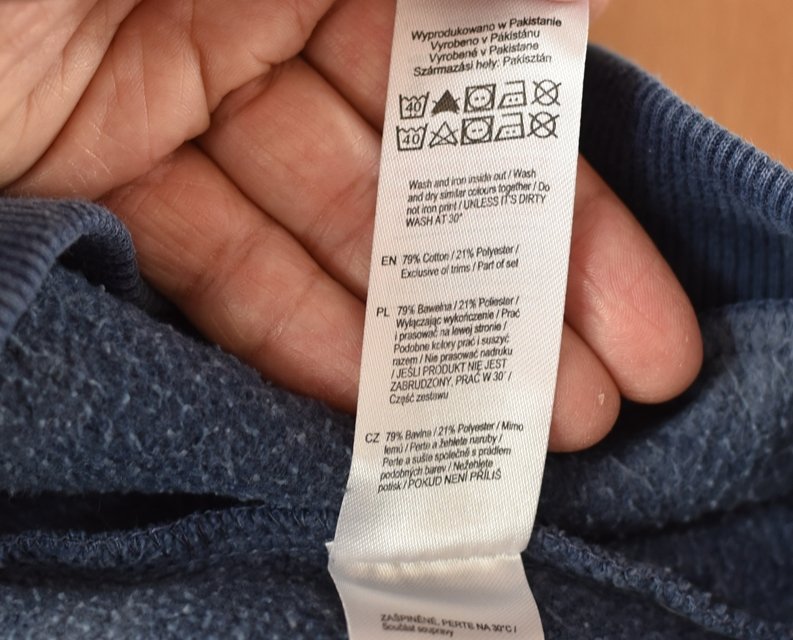 Wyprodukowano w Pakistanie
Vyrobeno v Pákistánu
Vyrobené v Pakistane
Származási hely: Pakisztán
40
40
Wash and iron inside out / Wash
and dry similar colours together / Do
not iron print / UNLESS IT'S DIRTY
WASH AT 30°
EN 79% Cotton / 21% Polyester /
Exclusive of trims / Part of set
PL 79% Bawełna / 21% Poliester /
Wyłączając wykończenie / Prać
i prasować na lewej stronie /
Podobne kolory prać i suszyć
razem / Nie prasować nadruku
/ JEŚLI PRODUKT NIE JEST
ZABRUDZONY, PRAĆ W 30° /
Część zestawu
CZ 79% Bavlna / 21% Polyester / Mimo
lemů / Perte a žehlete naruby /
Perte a sušte společně s prádlem
podobných barev / Nežehlete
potisk / POKUD NENÍ PŘÍLIŠ
ZAŠPINĚNÉ, PERTE NA 30°C /
Součást soupravy